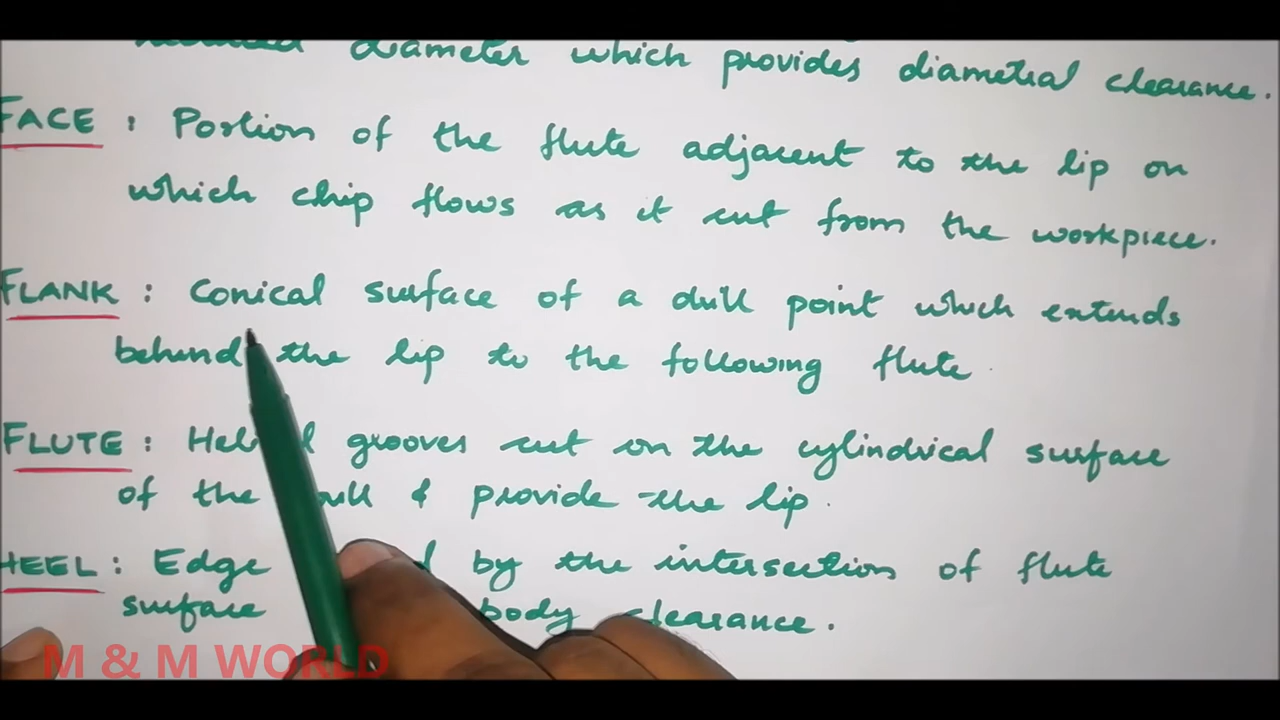 diameter which provides diametral clearance.
FACE : Portion of the flute adjacent to the lip on
which chip flows as it cut from the workpiece.
FLANK : Conical surface of a drill point which extends
behind the lip to the following flute.
FLUTE : grooves cut on the cylindrical surface
of the & provide the lip.
HEEL : Edge by the intersection of flute
surface body clearance.
M & M WORLD